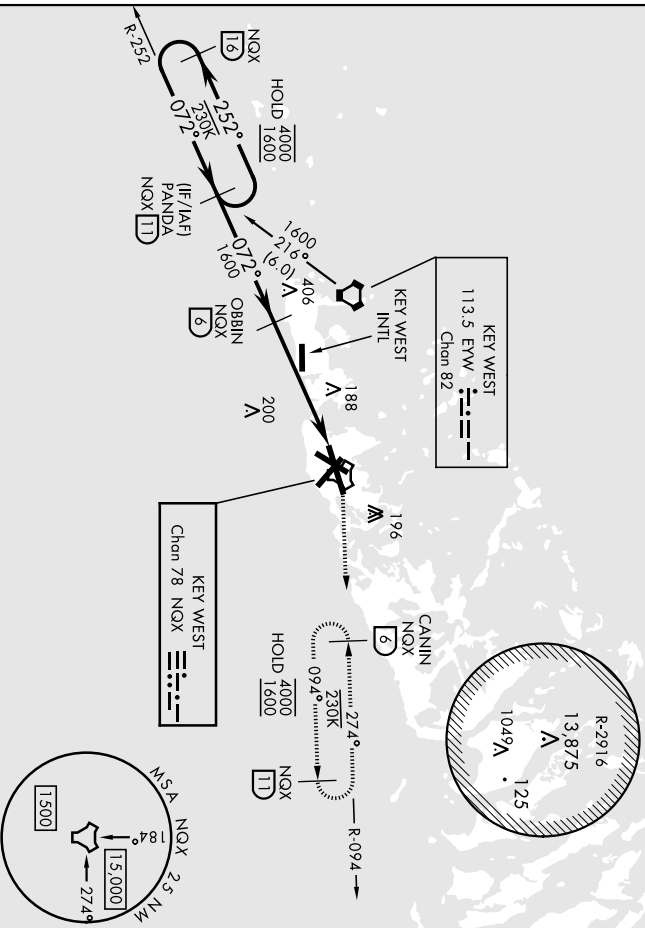 R-252
NQX
16
HOLD 4000
1600
252°
230K
072°
(IF/IAF)
PANDA
NQX 11
1600
216°
(6.0)
072°
1600
406
OBBIN
NQX
6
KEY WEST
INTL
188
200
KEY WEST
113.5 EYW
Chan 82
196
KEY WEST
Chan 78 NQX
CANIN
NQX
6
274°
230K
094°
HOLD 4000
1600
NQX
11
R-094
R-2916
13,875
1049
125
MSA NQX 25 NM
1500
184°
15,000
274°